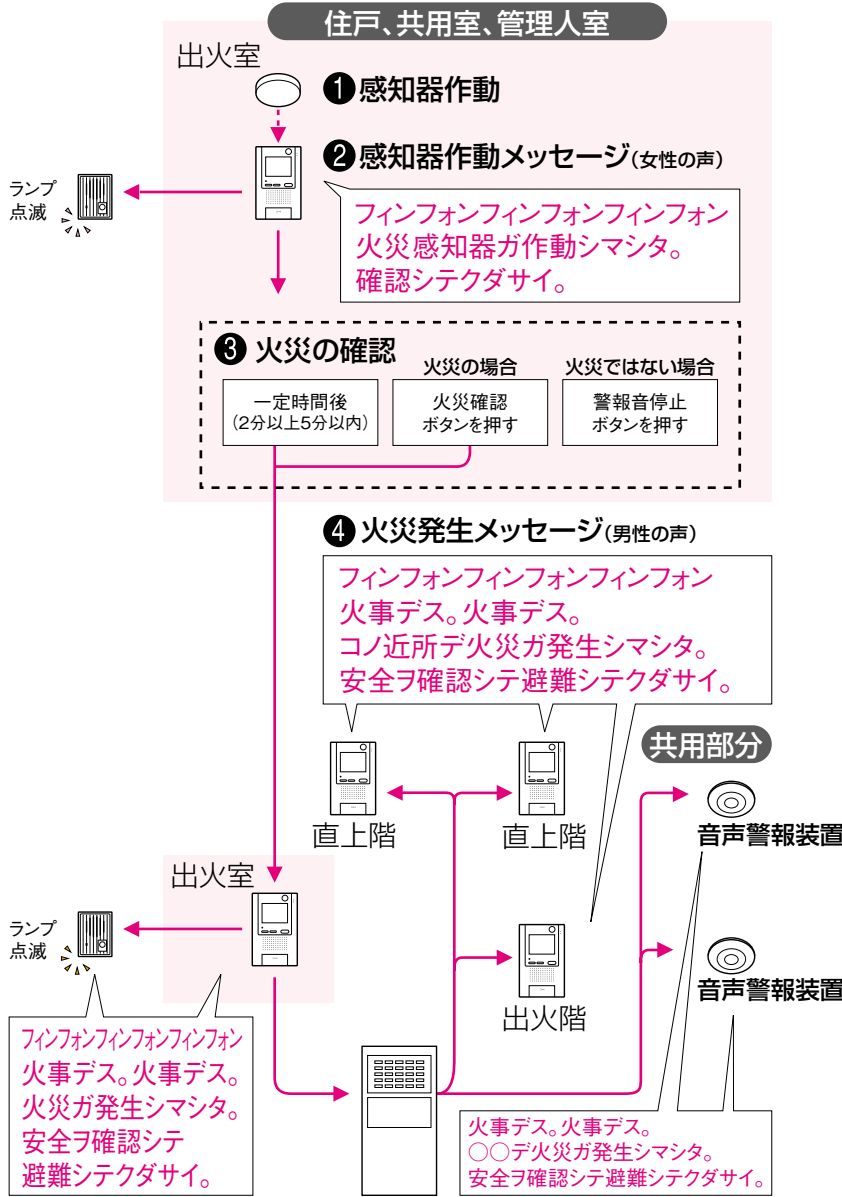 住戸、共用室、管理人室
出火室
❶感知器作動
❷感知器作動メッセージ(女性の声)
ランプ
点滅
フィンフォンフィンフォンフィンフォン
火災感知器ガ作動シマシタ。
確認シテクダサイ。
❸火災の確認
一定時間後
(2分以上5分以内)
火災の場合
火災確認
ボタンを押す
火災ではない場合
警報音停止
ボタンを押す
❹火災発生メッセージ(男性の声)
フィンフォンフィンフォンフィンフォン
火事デス。火事デス。
コノ近所デ火災ガ発生シマシタ。
安全ヲ確認シテ避難シテクダサイ。
共用部分
直上階
直上階
音声警報装置
出火室
ランプ
点滅
出火階
音声警報装置
フィンフォンフィンフォンフィンフォン
火事デス。火事デス。
火災ガ発生シマシタ。
安全ヲ確認シテ
避難シテクダサイ。
火事デス。火事デス。
○○デ火災ガ発生シマシタ。
安全ヲ確認シテ避難シテクダサイ。